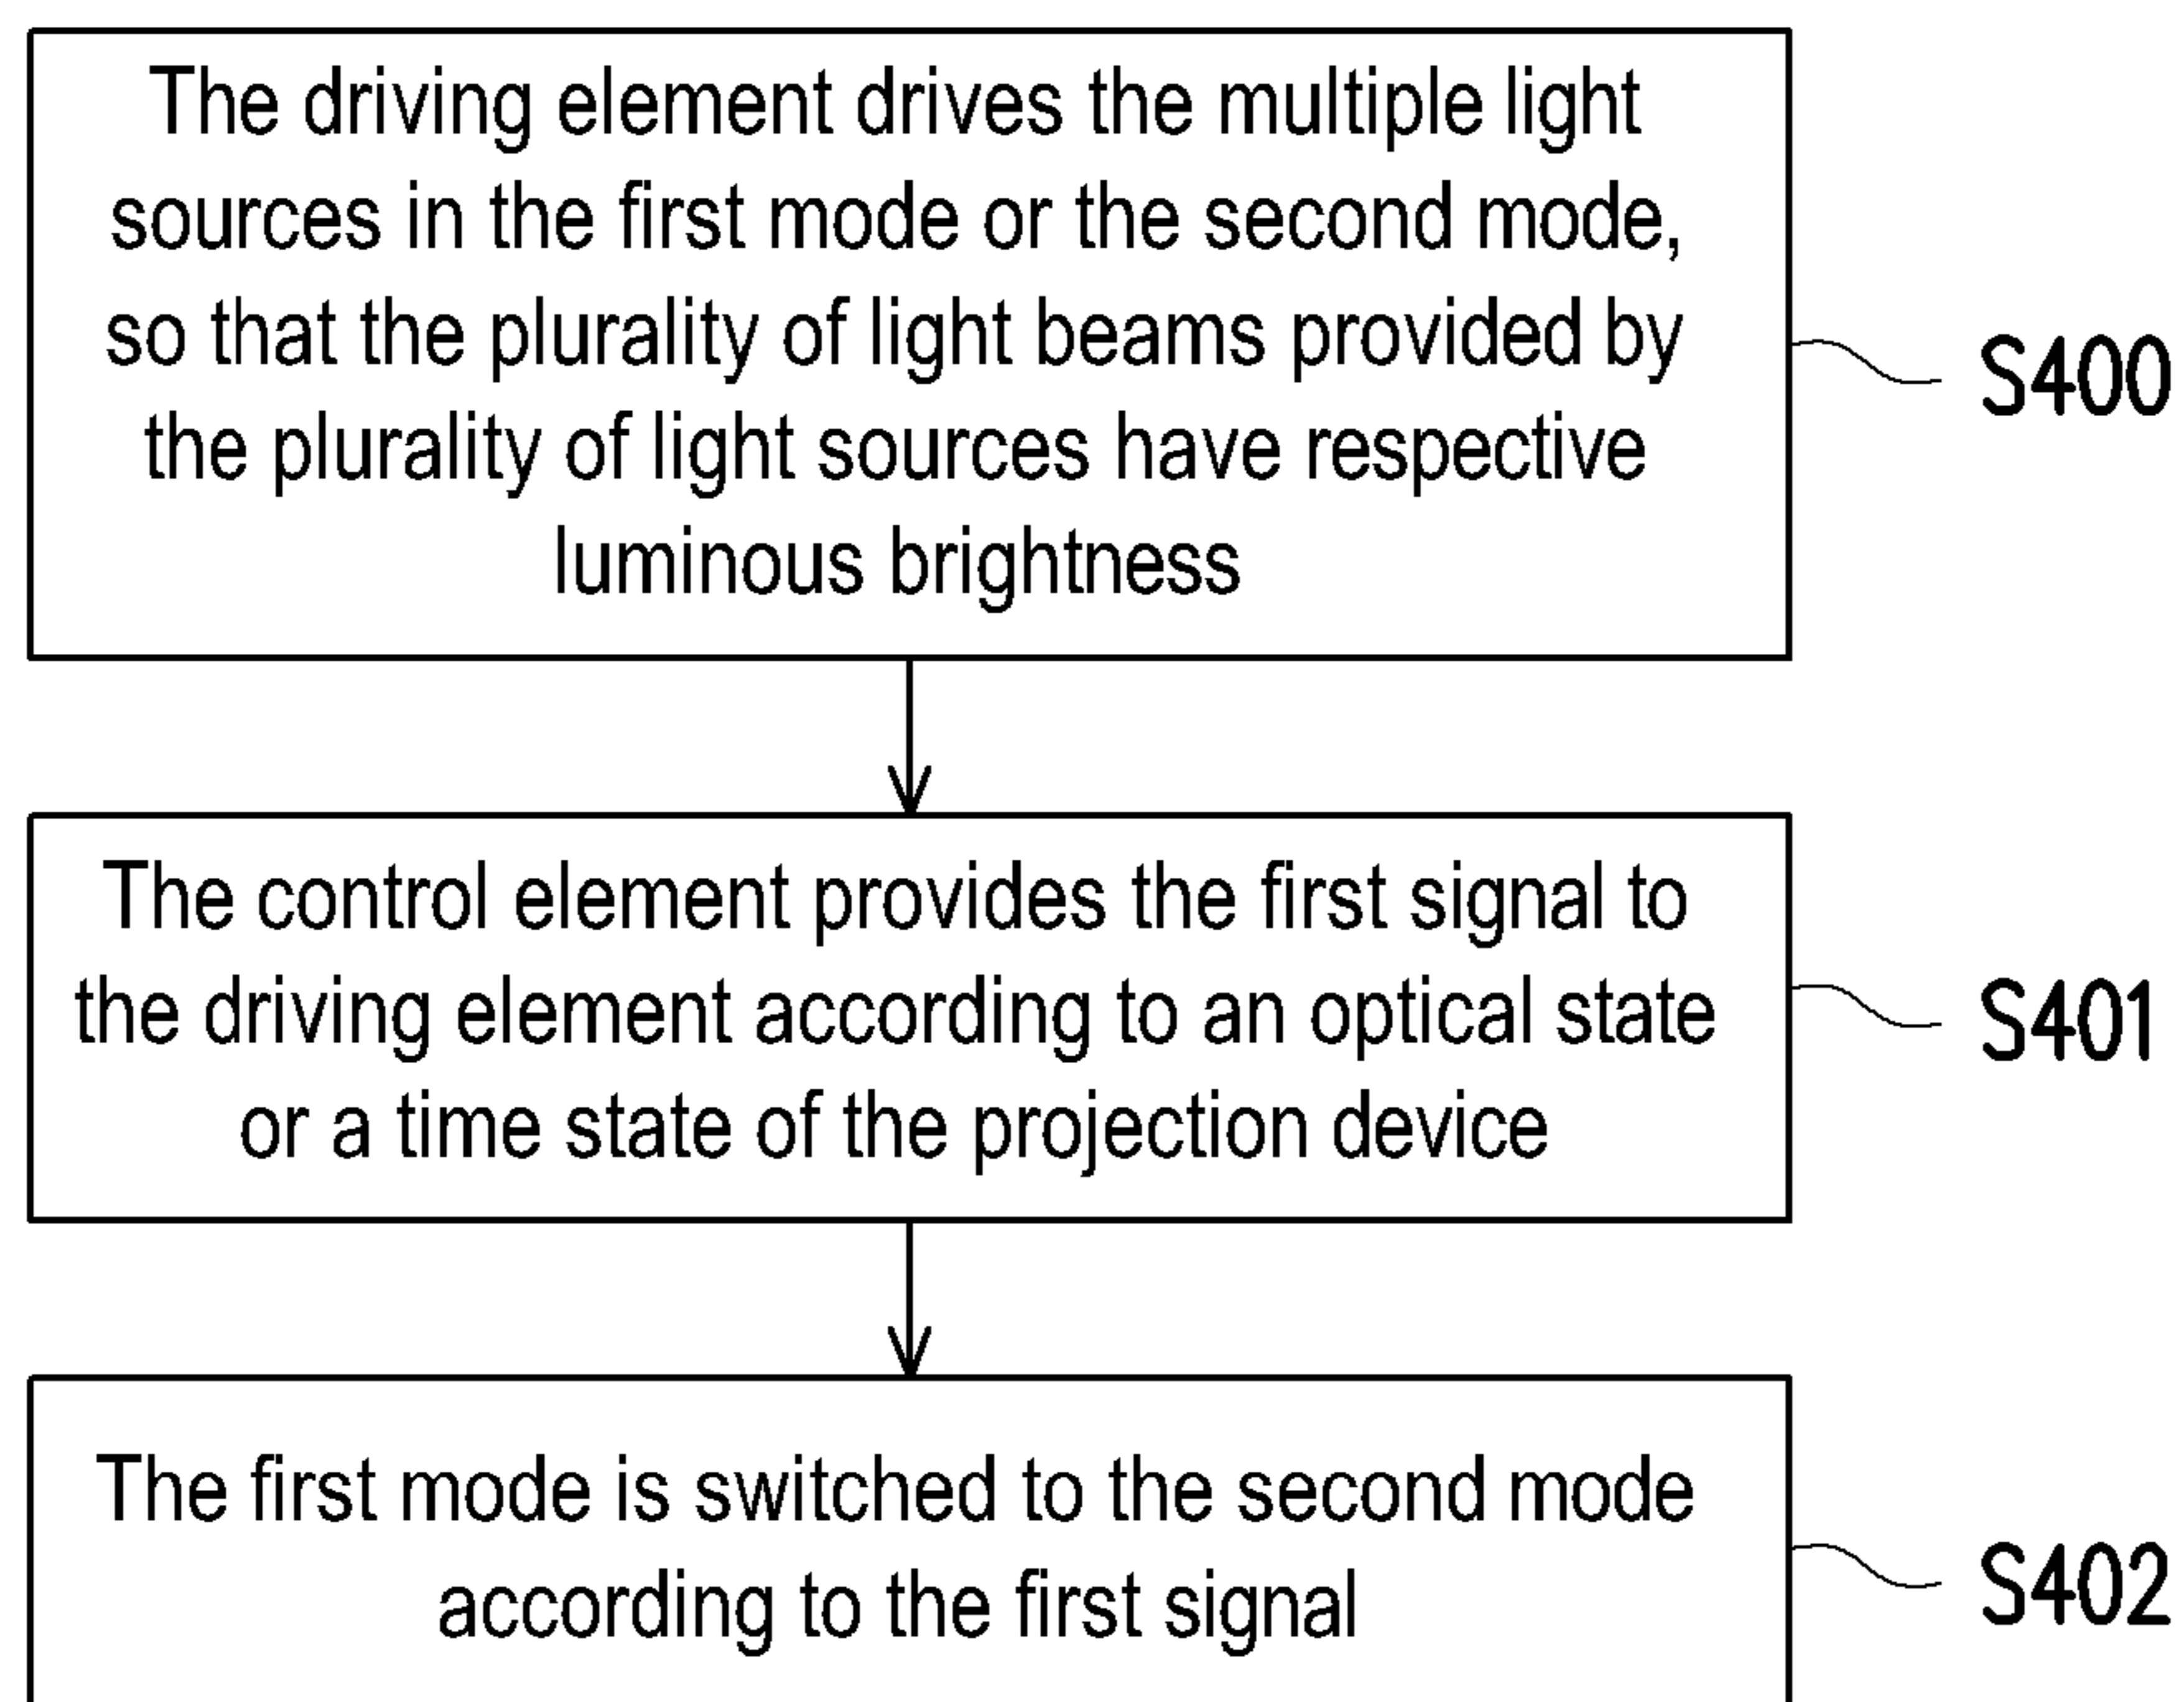 The driving element drives the multiple light
sources in the first mode or the second mode,
so that the plurality of light beams provided by
the plurality of light sources have respective
luminous brightness
S400
The control element provides the first signal to
the driving element according to an optical state
or a time state of the projection device
S401
The first mode is switched to the second mode
according to the first signal
S402